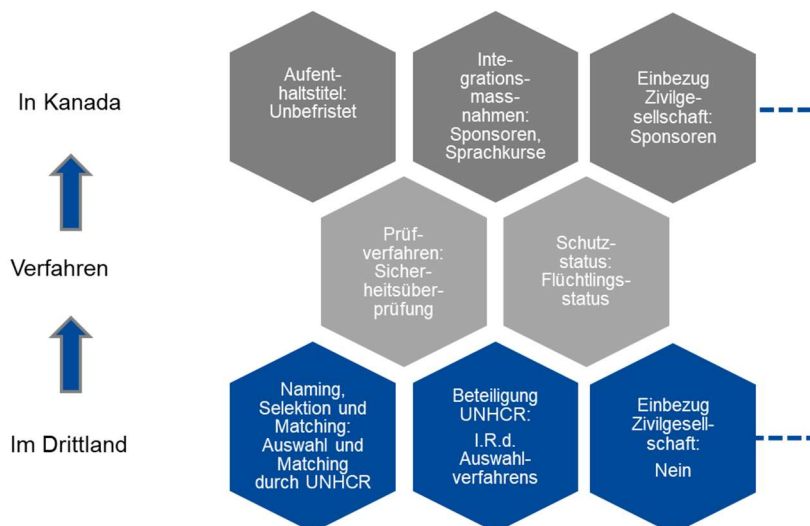 In Kanada
Aufent-
haltstitel:
Unbefristet
Inte-
grations-
mass-
nahmen:
Sponsoren,
Sprachkurse
Einbezug
Zivilge-
sellschaft:
Sponsoren
Verfahren
Prüf-
verfahren:
Sicher-
heitsüber-
prüfung
Schutz-
status:
Flüchtlings-
status
Im Drittland
Naming,
Selektion und
Matching:
Auswahl und
Matching
durch UNHCR
Beteiligung
UNHCR:
I.R.d.
Auswahl-
verfahrens
Einbezug
Zivilgesell-
schaft:
Nein